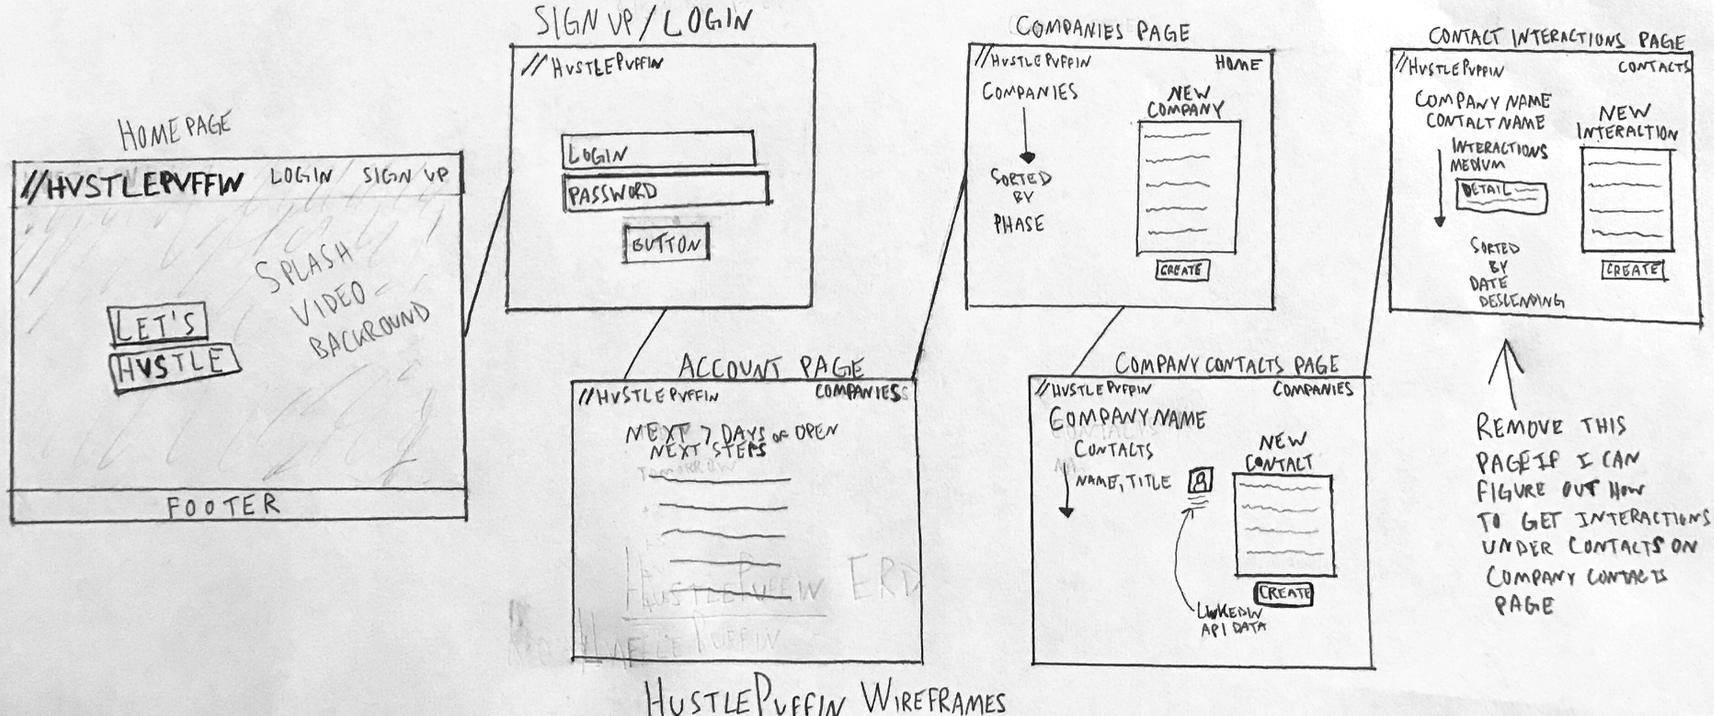 HOMEPAGE
//HUSTLEPUFFIN LOGIN SIGN UP
SPLASH
VIDEO
BACKROUND
LET'S
HUSTLE
FOOTER
SIGN UP / LOGIN
//HUSTLEPUFFIN
LOGIN
PASSWORD
BUTTON
ACCOUNT PAGE
//HUSTLEPUFFIN COMPANIES
NEXT 7 DAYS OF OPEN
NEXT STEPS
TOMORROW
HUSTLEPUFFIN ERD
COMPANIES PAGE
//HUSTLEPUFFIN HOME
COMPANIES
SORTED
BY
PHASE
NEW
COMPANY
CREATE
COMPANY CONTACTS PAGE
//HUSTLEPUFFIN COMPANIES
COMPANY NAME
CONTACTS
NAME, TITLE
NEW
CONTACT
CREATE
LINKEDIN
API DATA
CONTACT INTERACTIONS PAGE
//HUSTLEPUFFIN CONTACTS
COMPANY NAME
CONTACT NAME
INTERACTIONS
MEDIUM
DETAIL
SORTED
BY
DATE
DESCENDING
NEW
INTERACTION
CREATE
REMOVE THIS
PAGE IF I CAN
FIGURE OUT HOW
TO GET INTERACTIONS
UNDER CONTACTS ON
COMPANY CONTACTS
PAGE
HUSTLEPUFFIN WIREFRAMES